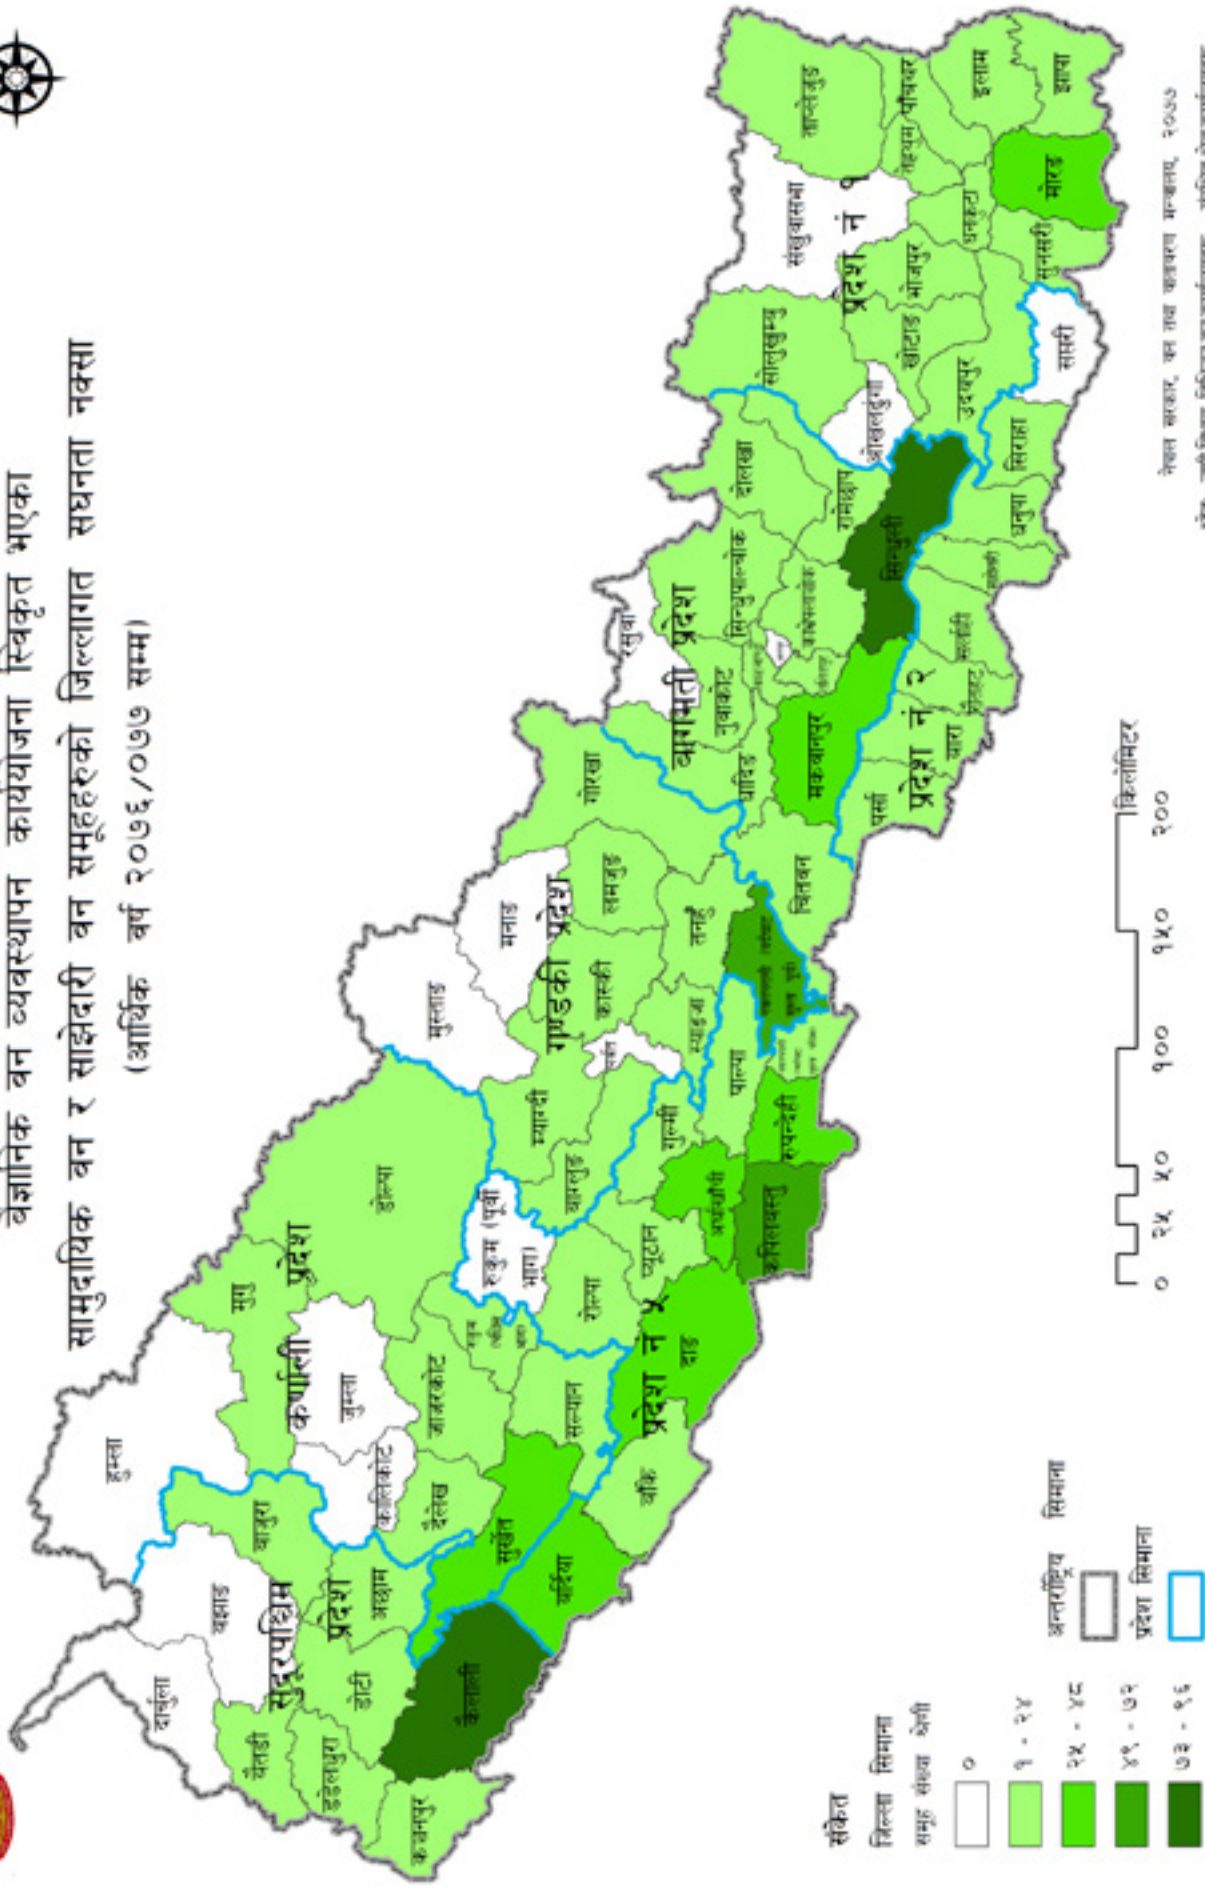 बैज्ञानिक वन व्यवस्थापन कार्ययोजना स्विकृत भएका
सामुदायिक वन र साझेदारी वन समूहहरुको जिल्लागत सघनता नक्सा
(आर्थिक वर्ष २०७६/०७७ सम्म)
दार्चुला
बझाङ
हुम्ला
बैतडी
सुदूरपश्चिम
प्रदेश
डडेलधुरा
डोटी
अछाम
बाजुरा
कञ्चनपुर
कैलाली
मुगु
कर्णाली प्रदेश
जुम्ला
कालिकोट
दैलेख
जाजरकोट
डोल्पा
सुर्खेत
सल्यान
रुकुम (पूर्वी
भाग)
बर्दिया
बाँके
दाङ
प्रदेश नं ५
रोल्पा
प्यूठान
अर्घाखाँची
कपिलवस्तु
रुपन्देही
गुल्मी
पाल्पा
मुस्ताङ
मनाङ
गण्डकी प्रदेश
म्याग्दी
बागलुङ
कास्की
स्याङ्जा
लमजुङ
तनहुँ
गोरखा
चितवन
रसुवा
बागमती प्रदेश
नुवाकोट
धादिङ
मकवानपुर
सिन्धुपाल्चोक
दोलखा
रामेछाप
सिन्धुली
पर्सा
बारा
प्रदेश नं २
सर्लाही
धनुषा
सिराहा
सप्तरी
सोलुखुम्बु
ओखलढुंगा
खोटाङ
उदयपुर
संखुवासभा
प्रदेश नं १
भोजपुर
धनकुटा
सुनसरी
मोरङ
ताप्लेजुङ
पाँचथर
इलाम
झापा
संकेत
जिल्ला सिमाना
समूह संख्या श्रेणी
०
१ - २४
२५ - ४८
४९ - ७२
७३ - ९६
अन्तर्राष्ट्रिय सिमाना
प्रदेश सिमाना
० २५ ५० १०० १५० २००
किलोमिटर